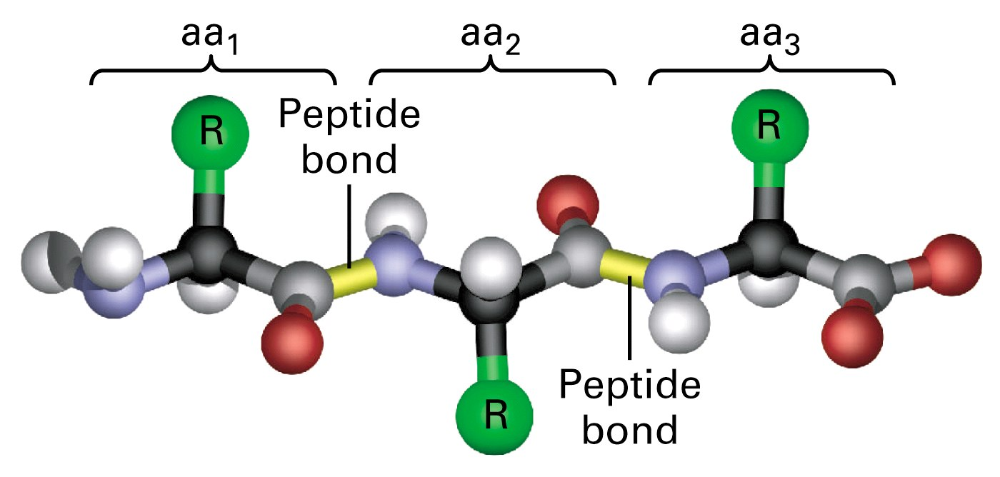 aa₁
aa₂
aa₃
R
Peptide
bond
R
R
Peptide
bond